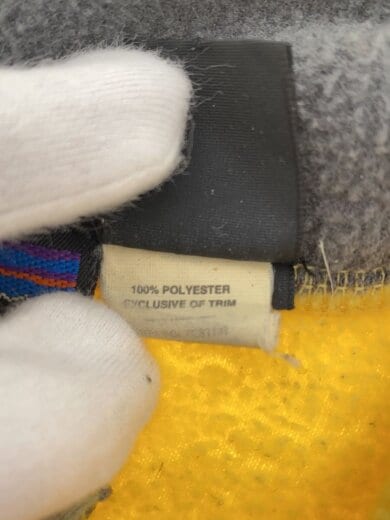 100% POLYESTER
EXCLUSIVE OF TRIM